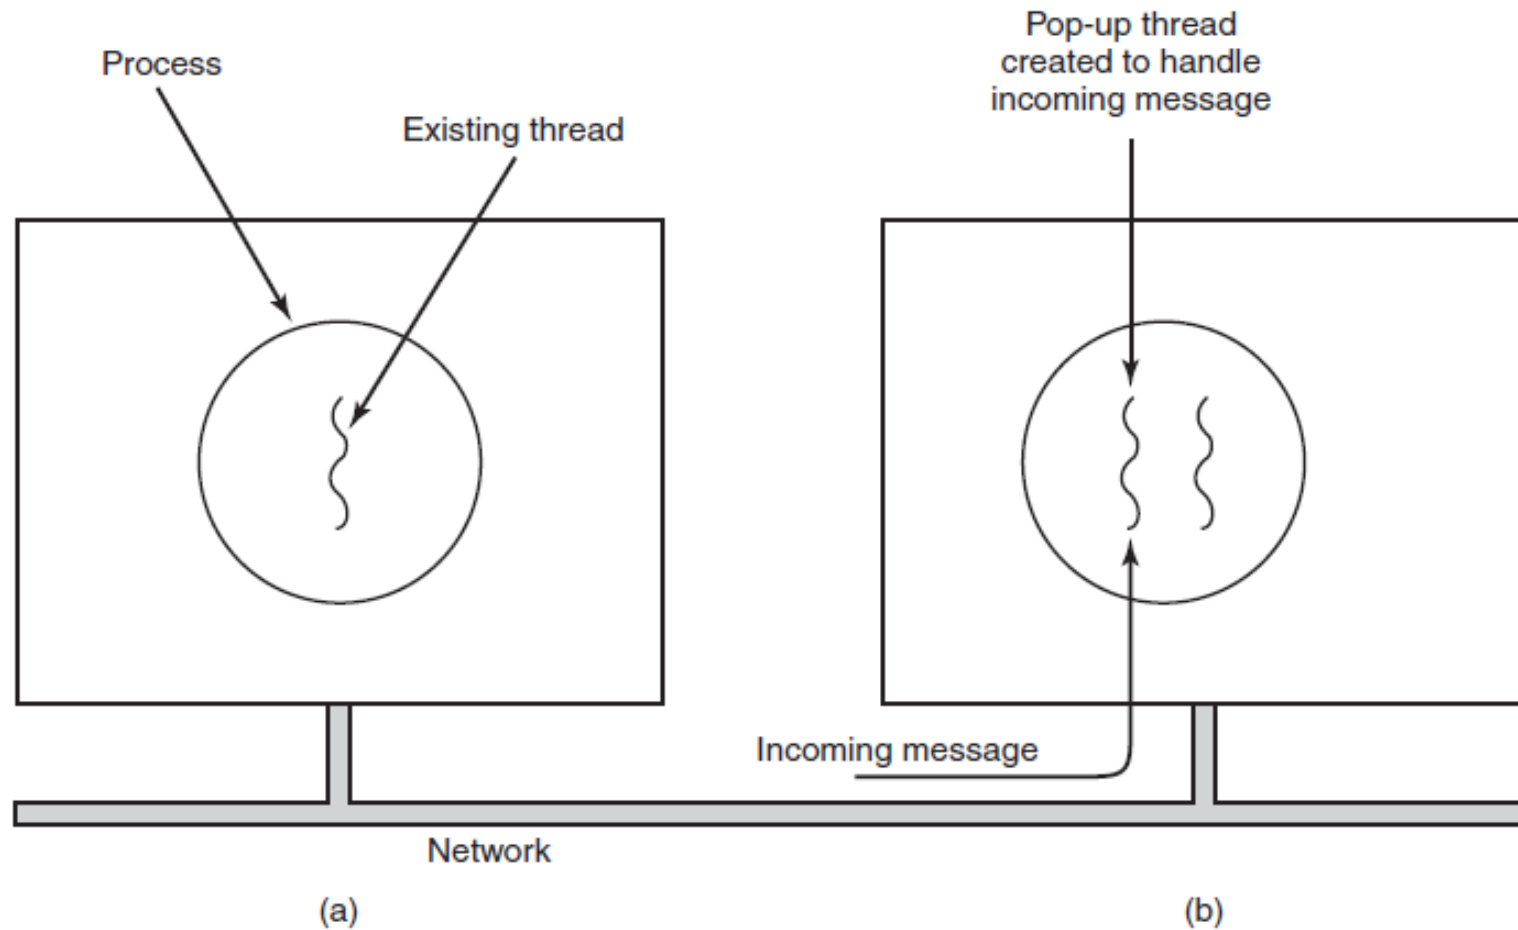 Process
Existing thread
Pop-up thread
created to handle
incoming message
Incoming message
Network
(a)
(b)